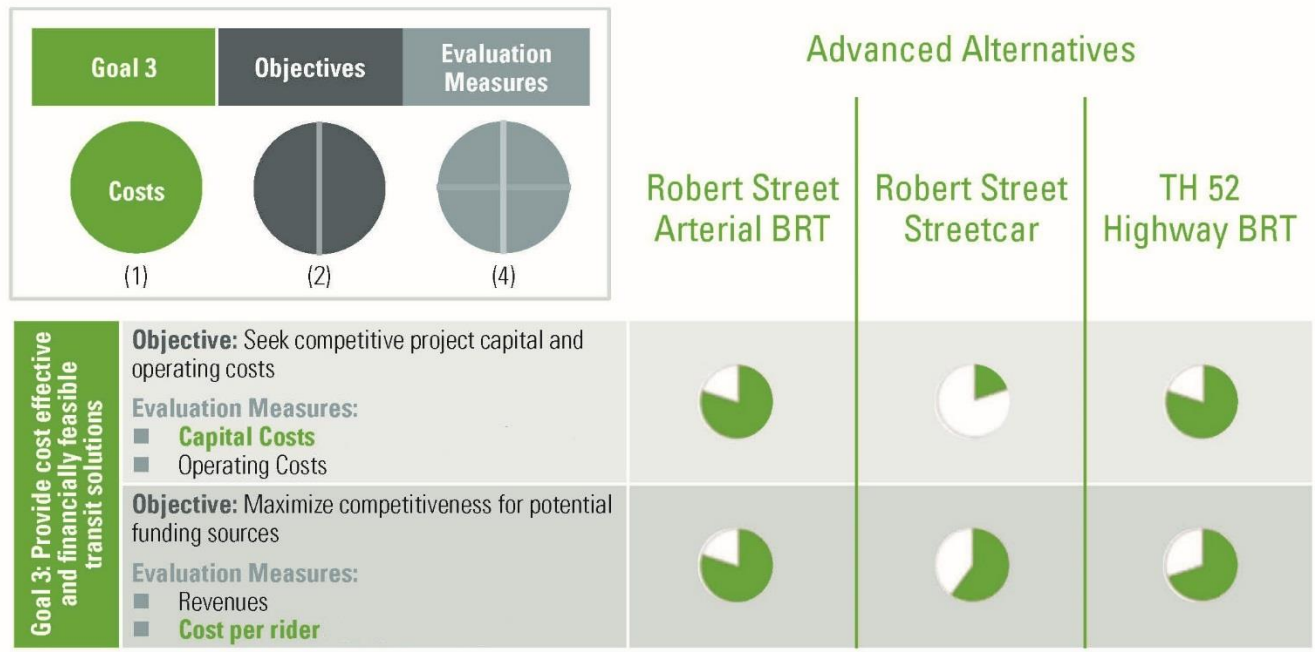 Goal 3
Objectives
Evaluation
Measures
Costs
(1)
(2)
(4)
Advanced Alternatives
Robert Street
Arterial BRT
Robert Street
Streetcar
TH 52
Highway BRT
Goal 3: Provide cost effective
and financially feasible
transit solutions
Objective: Seek competitive project capital and
operating costs
Evaluation Measures:
Capital Costs
Operating Costs
Objective: Maximize competitiveness for potential
funding sources
Evaluation Measures:
Revenues
Cost per rider